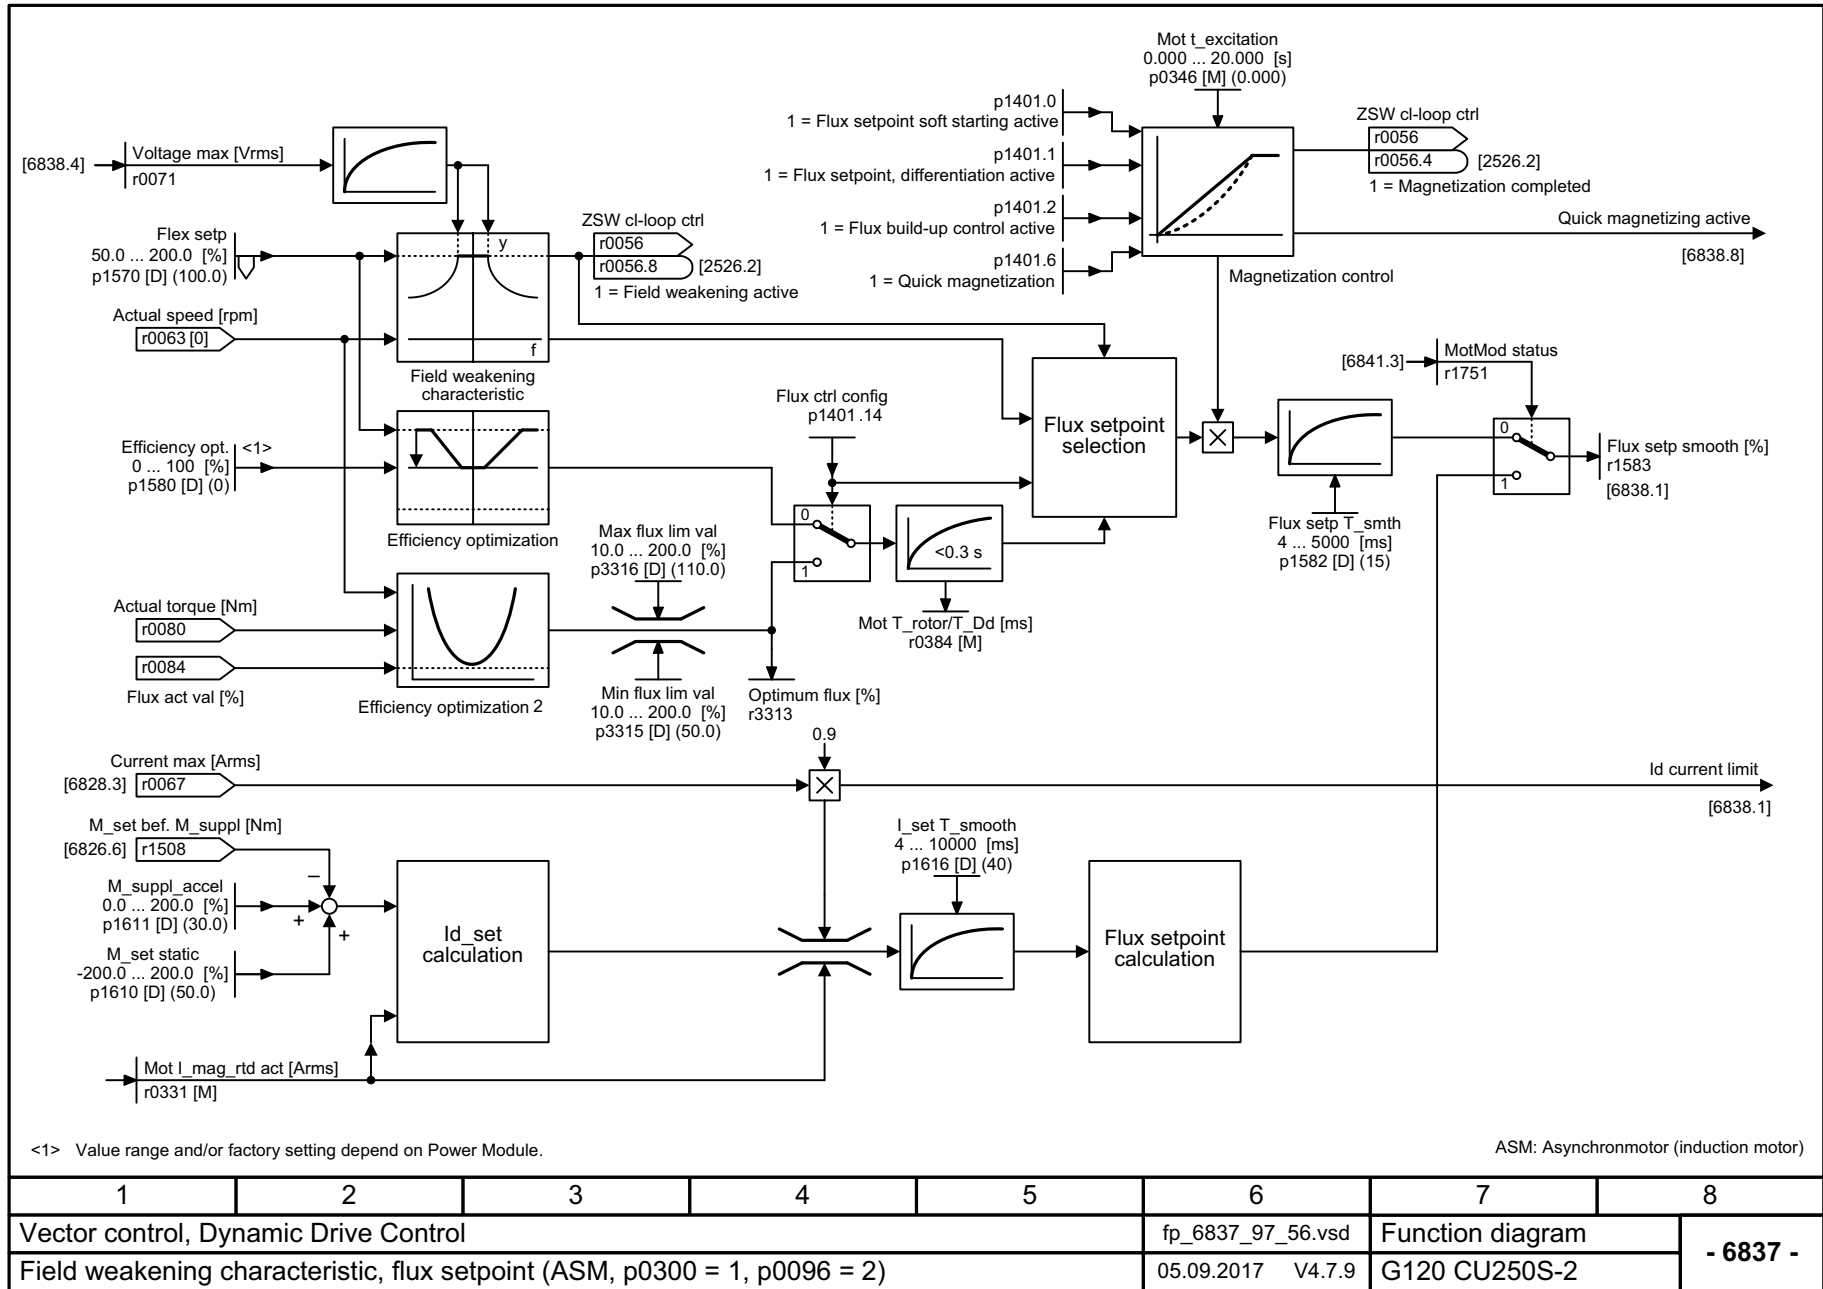 Mot t_excitation
0.000 ... 20.000 [s]
p0346 [M] (0.000)
p1401.0
1 = Flux setpoint soft starting active
p1401.1
1 = Flux setpoint, differentiation active
p1401.2
1 = Flux build-up control active
p1401.6
1 = Quick magnetization
Magnetization control
ZSW cl-loop ctrl
r0056
r0056.4
[2526.2]
1 = Magnetization completed
Quick magnetizing active
[6838.8]
[6838.4]
Voltage max [Vrms]
r0071
Flex setp
50.0 ... 200.0 [%]
p1570 [D] (100.0)
y
f
ZSW cl-loop ctrl
r0056
r0056.8
[2526.2]
1 = Field weakening active
Actual speed [rpm]
r0063 [0]
Field weakening
characteristic
Efficiency opt.
<1>
0 ... 100 [%]
p1580 [D] (0)
Efficiency optimization
Flux ctrl config
p1401 .14
0
1
<0.3 s
Mot T_rotor/T_Dd [ms]
r0384 [M]
Flux setpoint
selection
[6841.3]
MotMod status
r1751
0
1
Flux setp smooth [%]
r1583
[6838.1]
Flux setp T_smth
4 ... 5000 [ms]
p1582 [D] (15)
Max flux lim val
10.0 ... 200.0 [%]
p3316 [D] (110.0)
Actual torque [Nm]
r0080
r0084
Flux act val [%]
Efficiency optimization 2
Min flux lim val
10.0 ... 200.0 [%]
p3315 [D] (50.0)
Optimum flux [%]
r3313
0.9
Current max [Arms]
[6828.3]
r0067
Id current limit
[6838.1]
M_set bef. M_suppl [Nm]
[6826.6]
r1508
–
M_suppl_accel
0.0 ... 200.0 [%]
p1611 [D] (30.0)
+
+
M_set static
-200.0 ... 200.0 [%]
p1610 [D] (50.0)
Id_set
calculation
I_set T_smooth
4 ... 10000 [ms]
p1616 [D] (40)
Flux setpoint
calculation
Mot I_mag_rtd act [Arms]
r0331 [M]
<1> Value range and/or factory setting depend on Power Module.
ASM: Asynchronmotor (induction motor)
1 2 3 4 5 6 7 8
Vector control, Dynamic Drive Control
fp_6837_97_56.vsd
Function diagram
- 6837 -
Field weakening characteristic, flux setpoint (ASM, p0300 = 1, p0096 = 2)
05.09.2017 V4.7.9
G120 CU250S-2